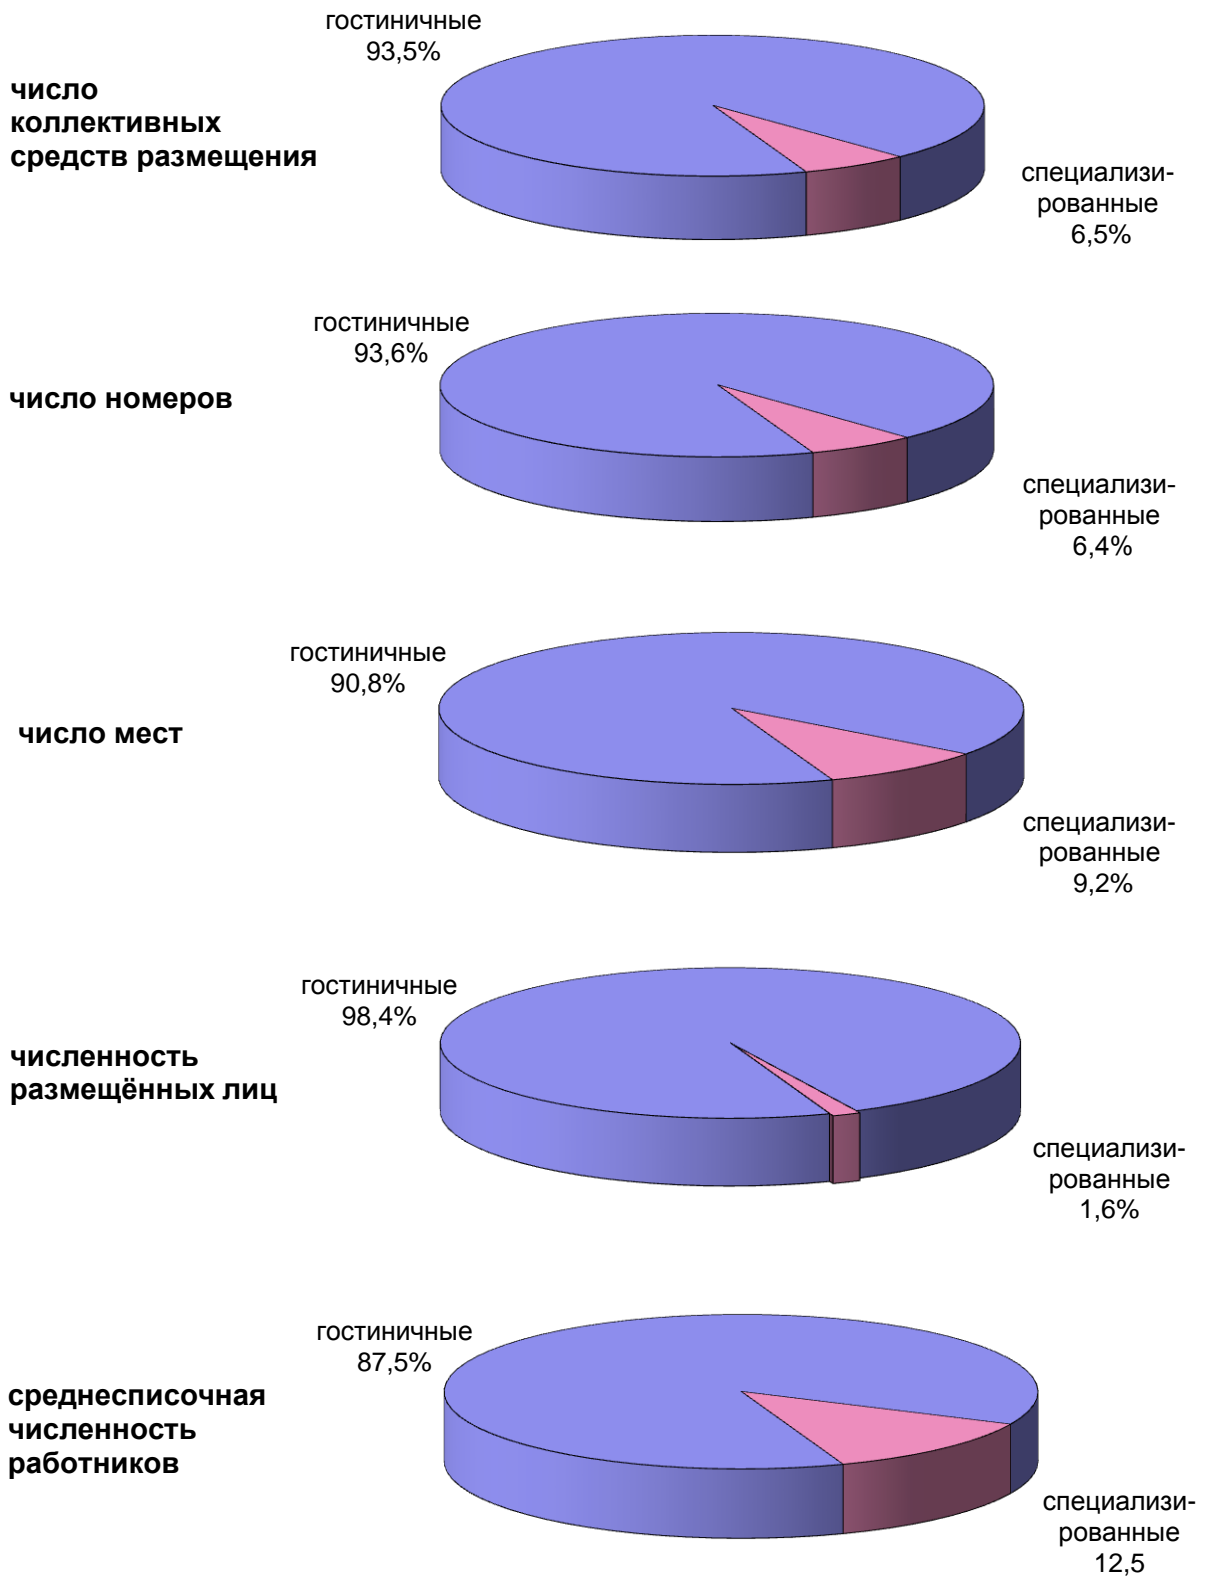 гостиничные
93,5%
число
коллективных
средств размещения
специализи-
рованные
6,5%
гостиничные
93,6%
число номеров
специализи-
рованные
6,4%
гостиничные
90,8%
число мест
специализи-
рованные
9,2%
гостиничные
98,4%
численность
размещённых лиц
специализи-
рованные
1,6%
гостиничные
87,5%
среднесписочная
численность
работников
специализи-
рованные
12,5